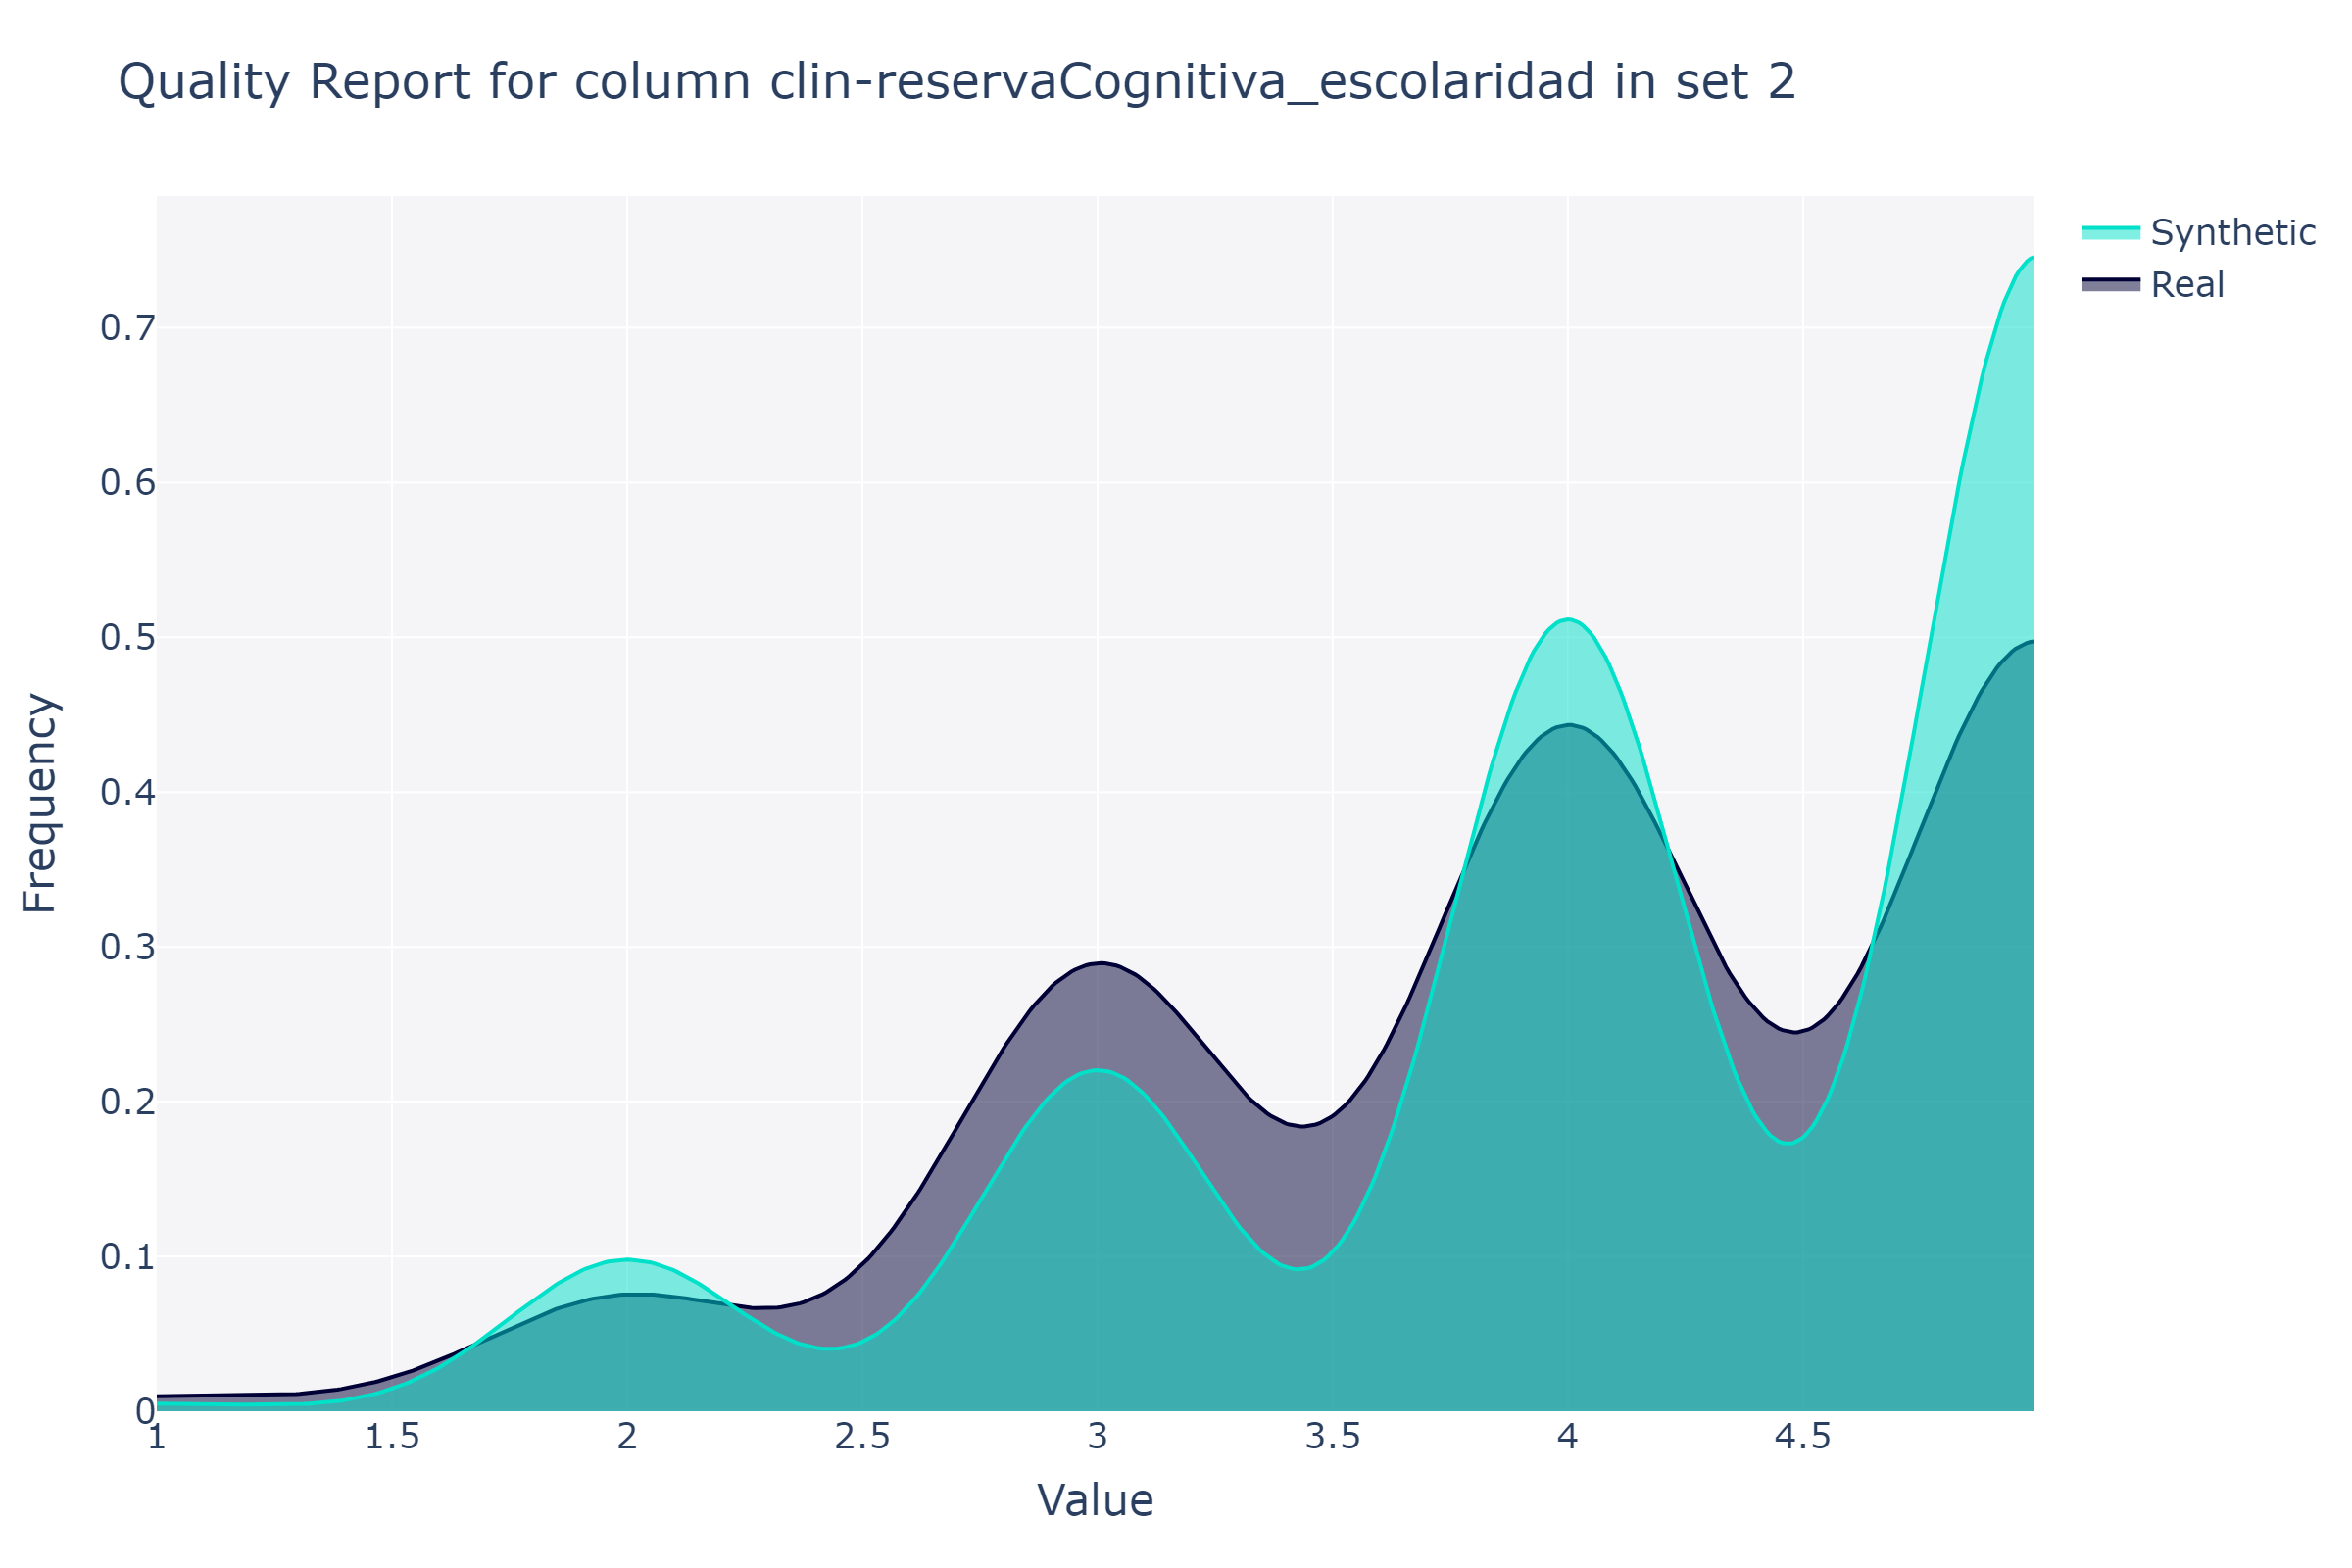 Quality Report for column clin-reservaCognitiva_escolaridad in set 2
Synthetic
Real
Frequency
0.7
0.6
0.5
0.4
0.3
0.2
0.1
0
1 1.5 2 2.5 3 3.5 4 4.5
Value